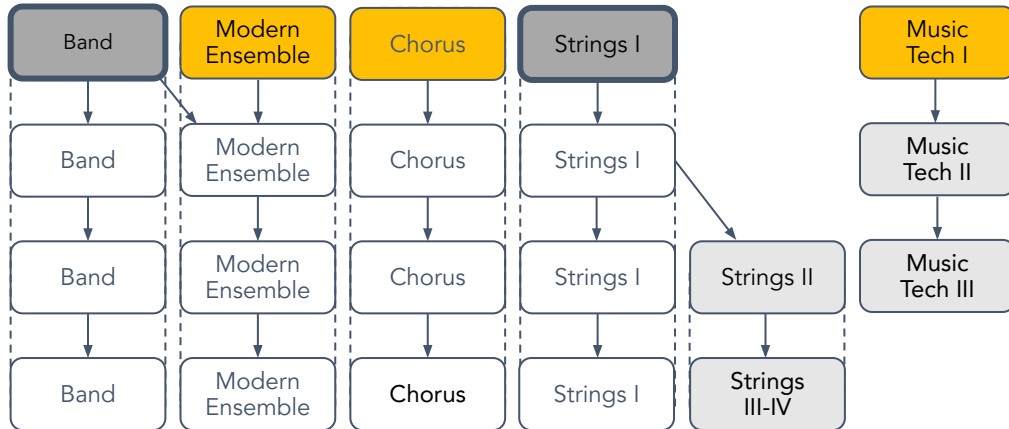 Band
Modern
Ensemble
Chorus
Strings I
Music
Tech I
Band
Modern
Ensemble
Chorus
Strings I
Music
Tech II
Band
Modern
Ensemble
Chorus
Strings I
Strings II
Music
Tech III
Band
Modern
Ensemble
Chorus
Strings I
Strings
III-IV